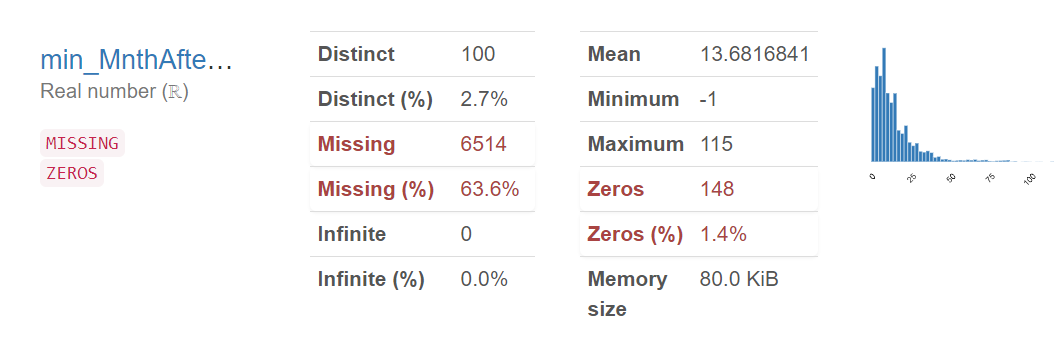 min_MnthAfte…
Real number (ℝ)
MISSING
ZEROS
Distinct 100
Distinct (%) 2.7%
Missing 6514
Missing (%) 63.6%
Infinite 0
Infinite (%) 0.0%
Mean 13.6816841
Minimum -1
Maximum 115
Zeros 148
Zeros (%) 1.4%
Memory size 80.0 KiB
0 25 50 75 100